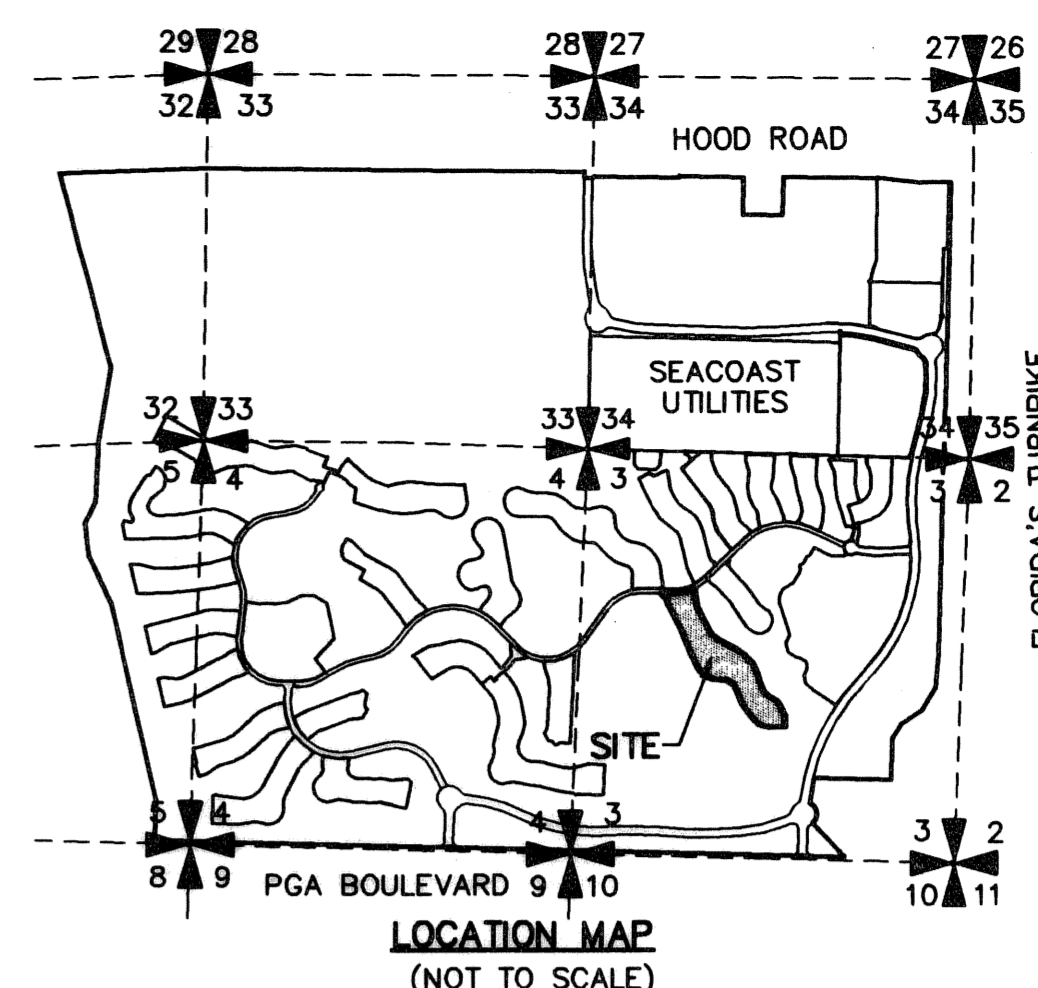 29 28
28 27
27 26
32 33
33 34
34 35
HOOD ROAD
SEACOAST
UTILITIES
FLORIDA'S TURNPIKE
32 33
33 34
34 35
5 4
4 3
3 2
SITE
5 4
4 3
3 2
8 9
PGA BOULEVARD
9 10
10 11
LOCATION MAP
(NOT TO SCALE)